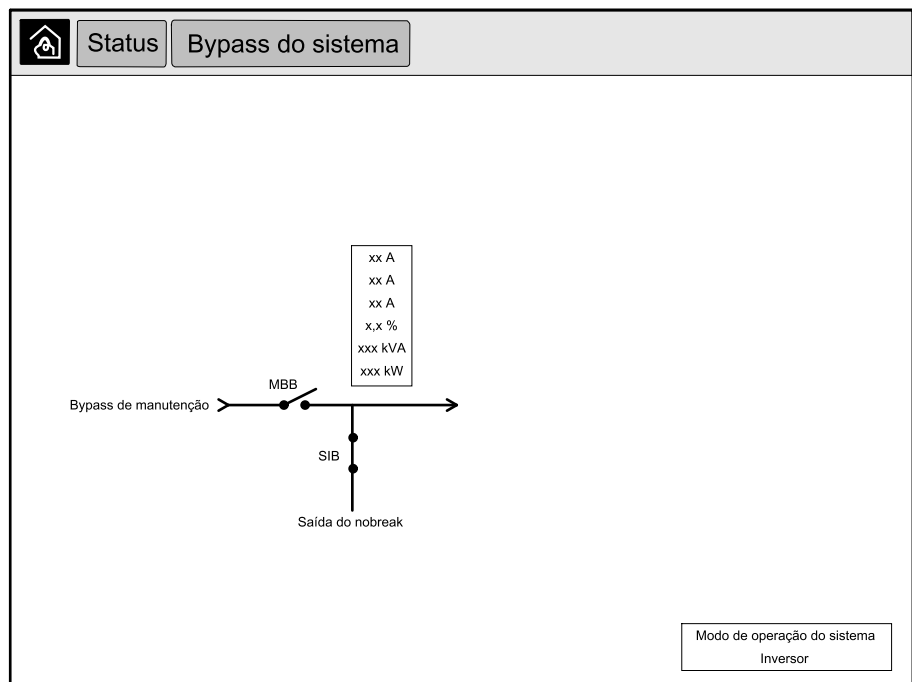 Status
Bypass do sistema
xx A
xx A
xx A
x,x %
xxx kVA
xxx kW
MBB
Bypass de manutenção
SIB
Saída do nobreak
Modo de operação do sistema
Inversor